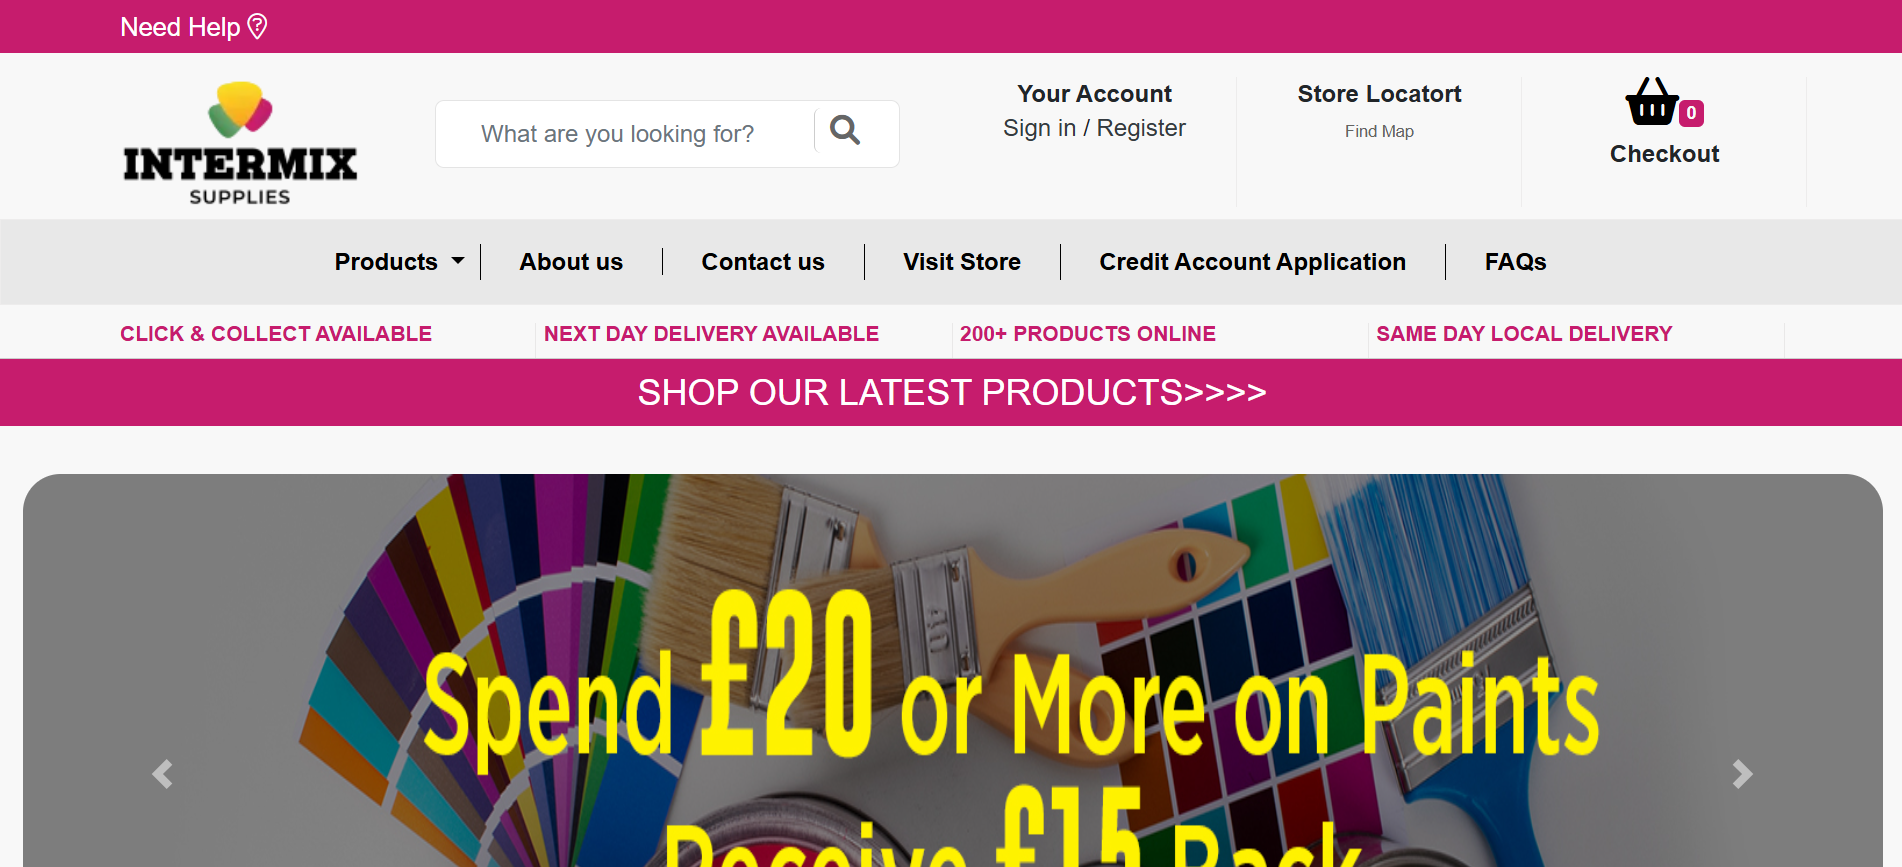 Need Help
INTERMIX
SUPPLIES
What are you looking for?
Your Account
Sign in / Register
Store Locatort
Find Map
0
Checkout
Products
About us
Contact us
Visit Store
Credit Account Application
FAQs
CLICK & COLLECT AVAILABLE
NEXT DAY DELIVERY AVAILABLE
200+ PRODUCTS ONLINE
SAME DAY LOCAL DELIVERY
SHOP OUR LATEST PRODUCTS>>>>
Spend £20 or More on Paints
Receive £15 Back